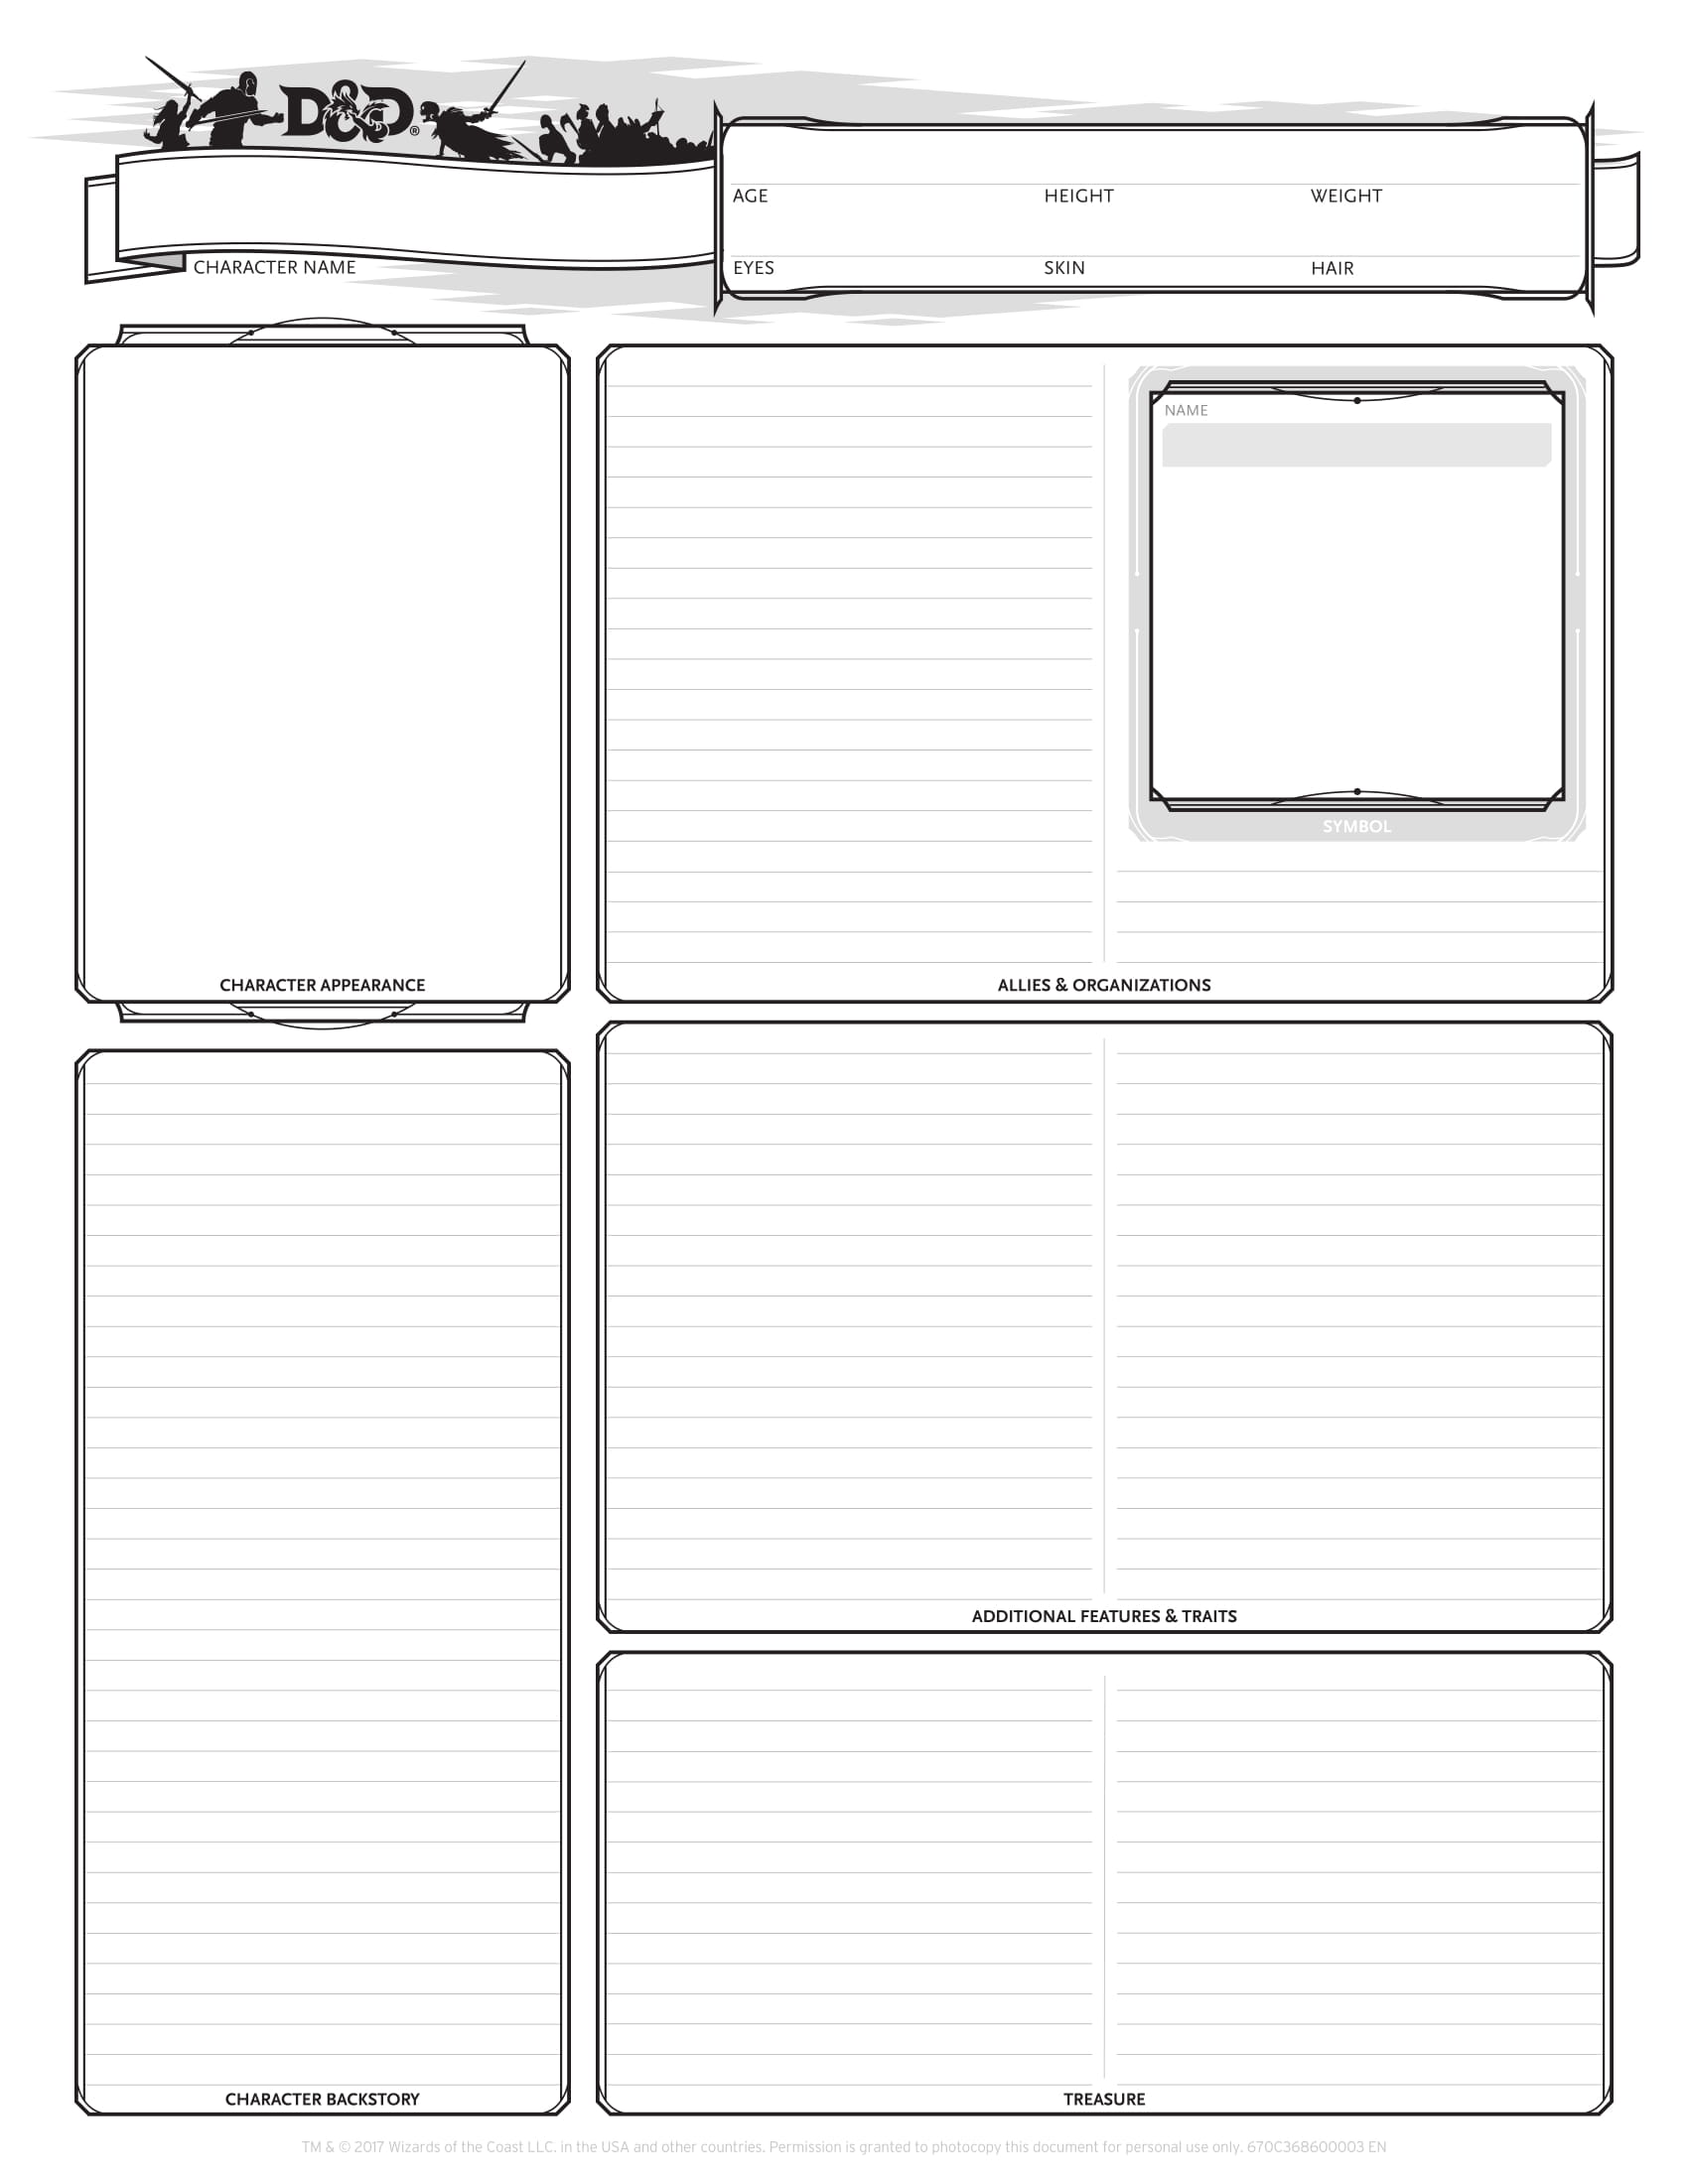 D&D®
AGE HEIGHT WEIGHT
CHARACTER NAME
EYES SKIN HAIR
NAME
SYMBOL
CHARACTER APPEARANCE
ALLIES & ORGANIZATIONS
ADDITIONAL FEATURES & TRAITS
CHARACTER BACKSTORY
TREASURE
TM & © 2017 Wizards of the Coast LLC. in the USA and other countries. Permission is granted to photocopy this document for personal use only. 670C368600003 EN